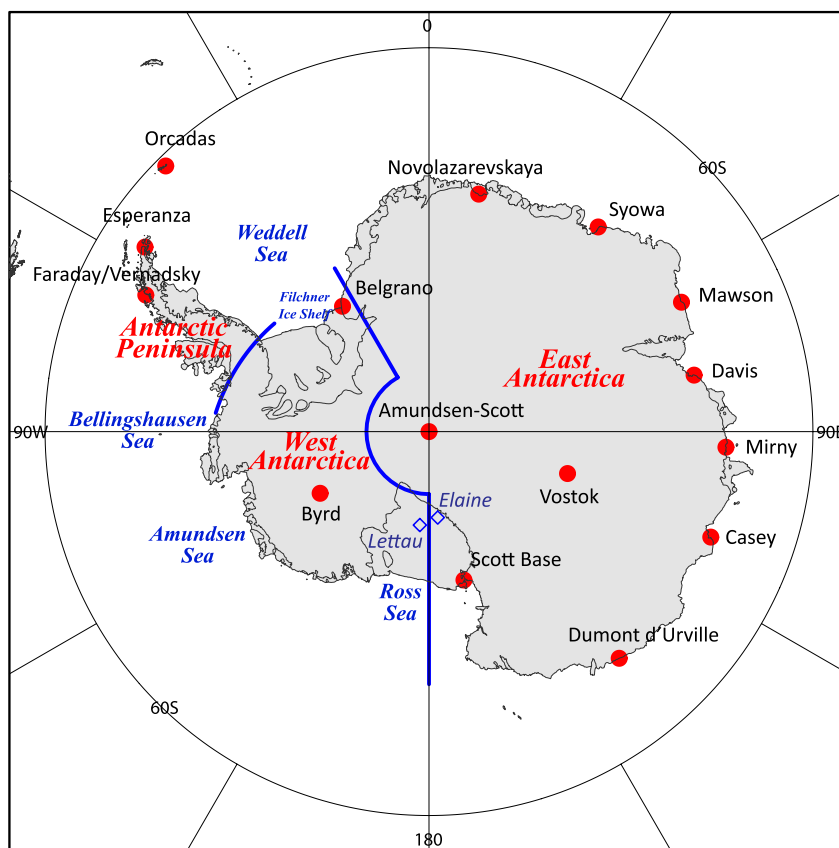 0
Orcadas
Novolazarevskaya
60S
Esperanza
Syowa
Weddell
Sea
Faraday/Vernadsky
Belgrano
Filchner
Ice Shelf
Mawson
Antarctic
Peninsula
East
Antarctica
Davis
Bellingshausen
Sea
Amundsen-Scott
90W
90E
West
Antarctica
Mirny
Vostok
Byrd
Elaine
Amundsen
Sea
Lettau
Casey
Scott Base
Ross
Sea
Dumont d'Urville
60S
180